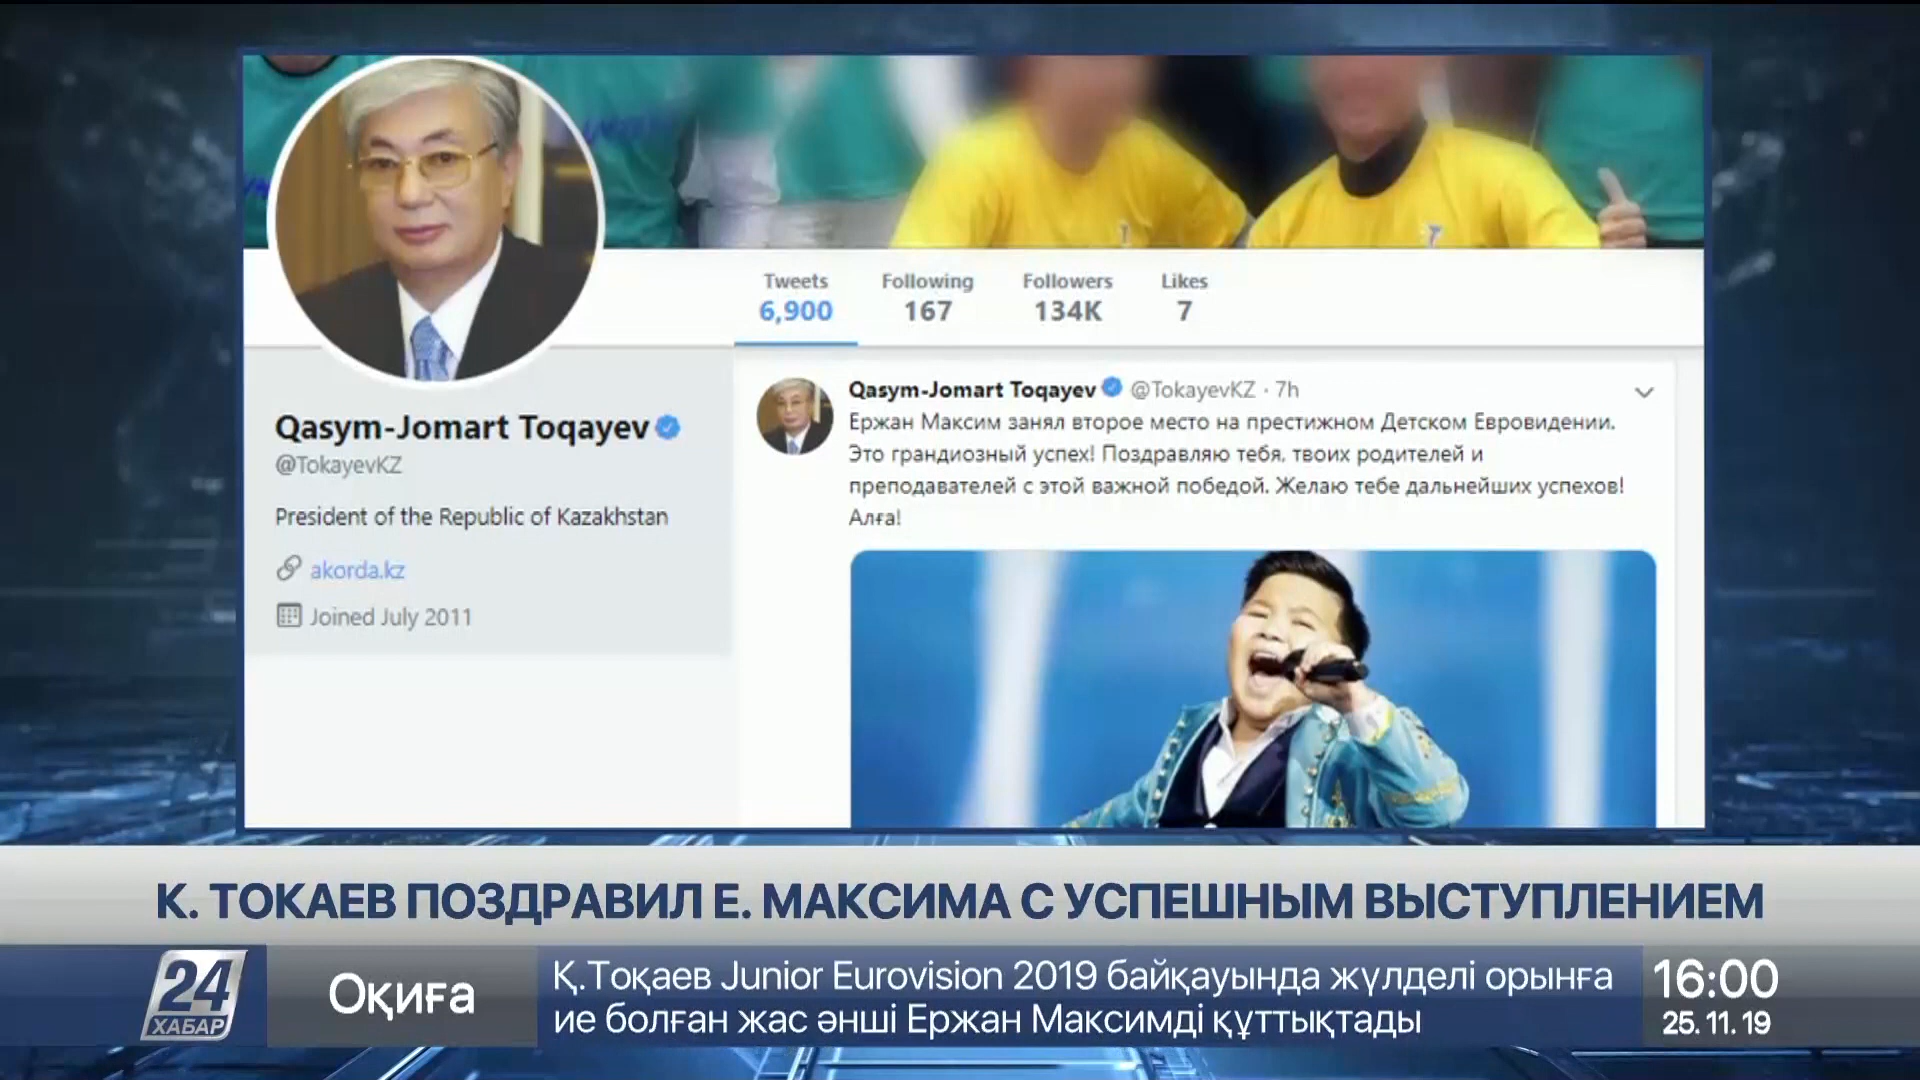 Tweets
6,900
Following
167
Followers
134K
Likes
7
Qasym-Jomart Toqayev
@TokayevKZ
President of the Republic of Kazakhstan
akorda.kz
Joined July 2011
Qasym-Jomart Toqayev @TokayevKZ · 7h
Ержан Максим занял второе место на престижном Детском Евровидении.
Это грандиозный успех! Поздравляю тебя, твоих родителей и
преподавателей с этой важной победой. Желаю тебе дальнейших успехов!
Алға!
К. ТОКАЕВ ПОЗДРАВИЛ Е. МАКСИМА С УСПЕШНЫМ ВЫСТУПЛЕНИЕМ
24
ХАБАР
Оқиға
Қ.Тоқаев Junior Eurovision 2019 байқауында жүлделі орынға
ие болған жас әнші Ержан Максимді құттықтады
16:00
25. 11. 19